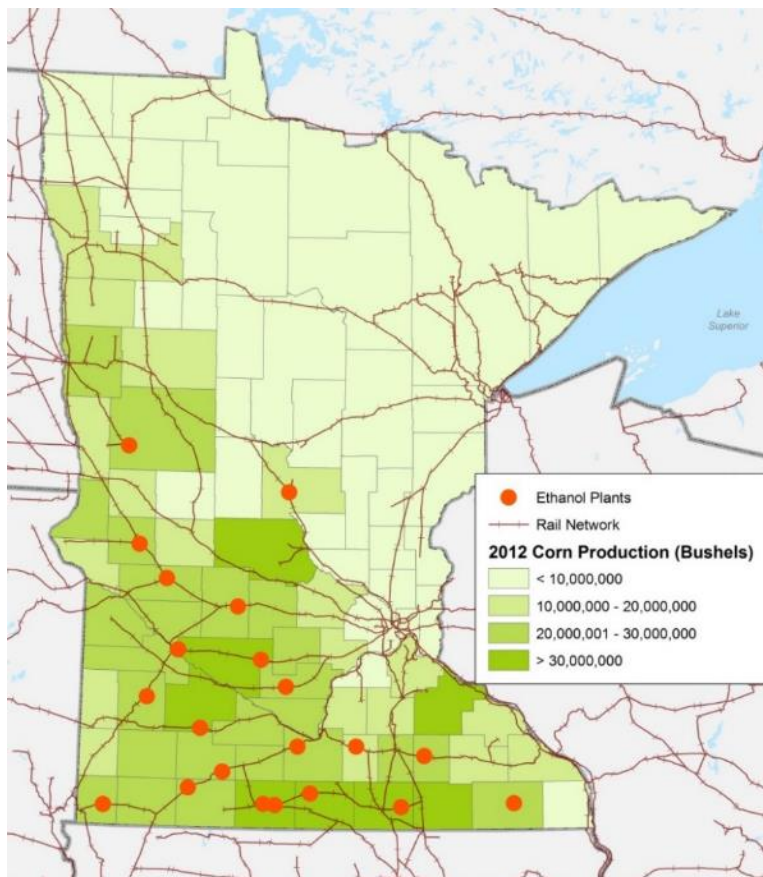 Lake
Superior
Ethanol Plants
Rail Network
2012 Corn Production (Bushels)
< 10,000,000
10,000,000 - 20,000,000
20,000,001 - 30,000,000
> 30,000,000